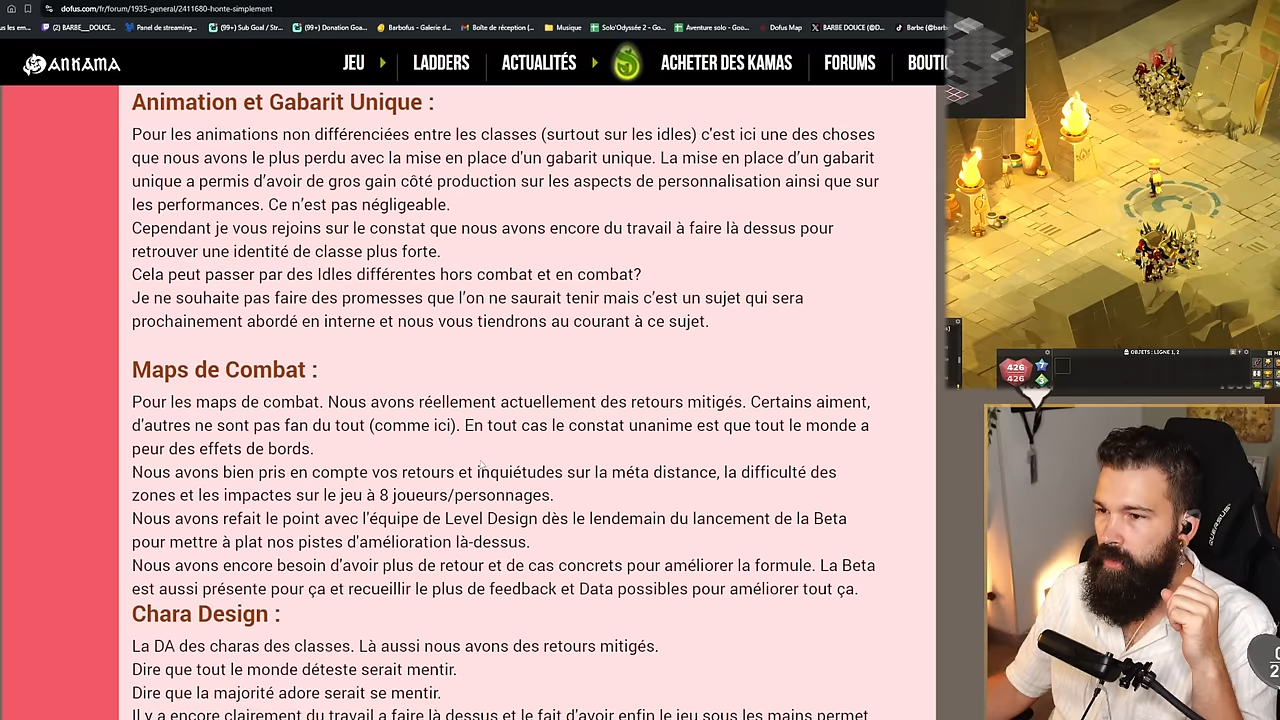 dofus.com/fr/forum/1935-general/2411680-honte-simplement
(2) BARBE__DOUCE...
Panel de streaming...
(99+) Sub Goal / Str...
(99+) Donation Goa...
Barbofus - Galerie d...
Boîte de réception (...
Musique
Solo'Odyssée 2 - Goo...
Aventure solo - Goo...
Dofus Map
BARBE DOUCE (@D...
Barbe (@barb
ANKAMA
JEU
LADDERS
ACTUALITÉS
ACHETER DES KAMAS
FORUMS
BOUTI
Animation et Gabarit Unique :
Pour les animations non différenciées entre les classes (surtout sur les idles) c'est ici une des choses
que nous avons le plus perdu avec la mise en place d'un gabarit unique. La mise en place d'un gabarit
unique a permis d'avoir de gros gain côté production sur les aspects de personnalisation ainsi que sur
les performances. Ce n'est pas négligeable.
Cependant je vous rejoins sur le constat que nous avons encore du travail à faire là dessus pour
retrouver une identité de classe plus forte.
Cela peut passer par des Idles différentes hors combat et en combat?
Je ne souhaite pas faire des promesses que l'on ne saurait tenir mais c'est un sujet qui sera
prochainement abordé en interne et nous vous tiendrons au courant à ce sujet.
Maps de Combat :
Pour les maps de combat. Nous avons réellement actuellement des retours mitigés. Certains aiment,
d'autres ne sont pas fan du tout (comme ici). En tout cas le constat unanime est que tout le monde a
peur des effets de bords.
Nous avons bien pris en compte vos retours et inquiétudes sur la méta distance, la difficulté des
zones et les impactes sur le jeu à 8 joueurs/personnages.
Nous avons refait le point avec l'équipe de Level Design dès le lendemain du lancement de la Beta
pour mettre à plat nos pistes d'amélioration là-dessus.
Nous avons encore besoin d'avoir plus de retour et de cas concrets pour améliorer la formule. La Beta
est aussi présente pour ça et recueillir le plus de feedback et Data possibles pour améliorer tout ça.
Chara Design :
La DA des charas des classes. Là aussi nous avons des retours mitigés.
Dire que tout le monde déteste serait mentir.
Dire que la majorité adore serait se mentir.
Il y a encore clairement du travail a faire là dessus et le fait d'avoir enfin le jeu sous les mains permet
OBJETS : LIGNE 1, 2
426
426